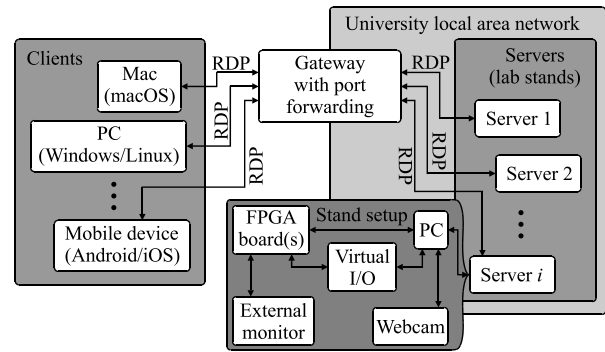 University local area network
Clients
Mac
(macOS)
PC
(Windows/Linux)
Mobile device
(Android/iOS)
RDP
RDP
RDP
Gateway
with port
forwarding
RDP
RDP
RDP
Servers
(lab stands)
Server 1
Server 2
Server i
Stand setup
FPGA
board(s)
PC
Virtual
I/O
External
monitor
Webcam